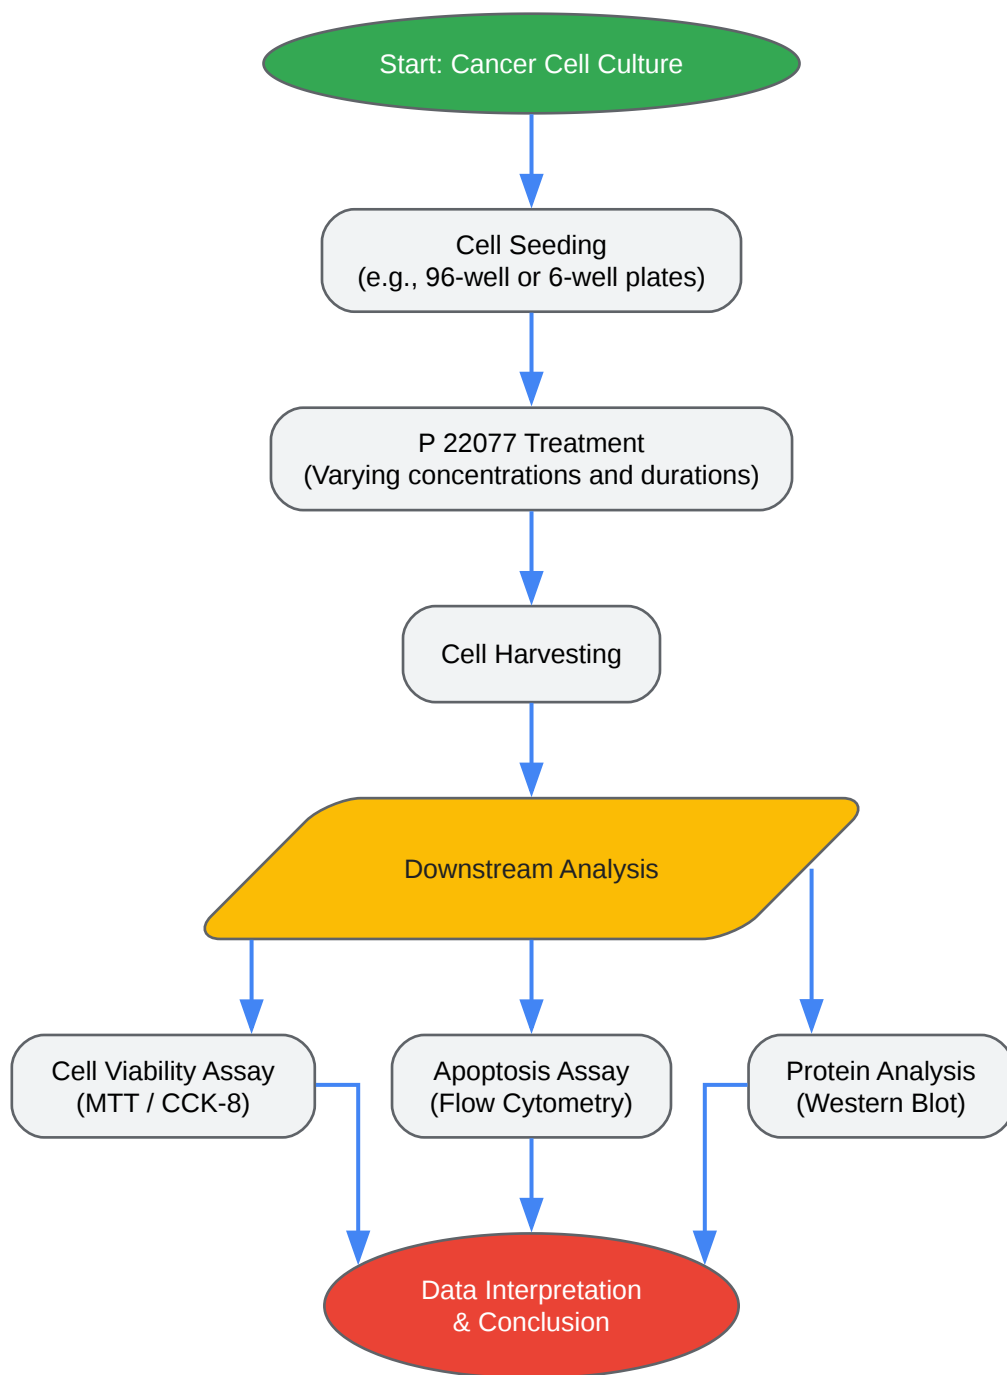 Start: Cancer Cell Culture
Cell Seeding
(e.g., 96-well or 6-well plates)
P 22077 Treatment
(Varying concentrations and durations)
Cell Harvesting
Downstream Analysis
Cell Viability Assay
(MTT / CCK-8)
Apoptosis Assay
(Flow Cytometry)
Protein Analysis
(Western Blot)
Data Interpretation
& Conclusion